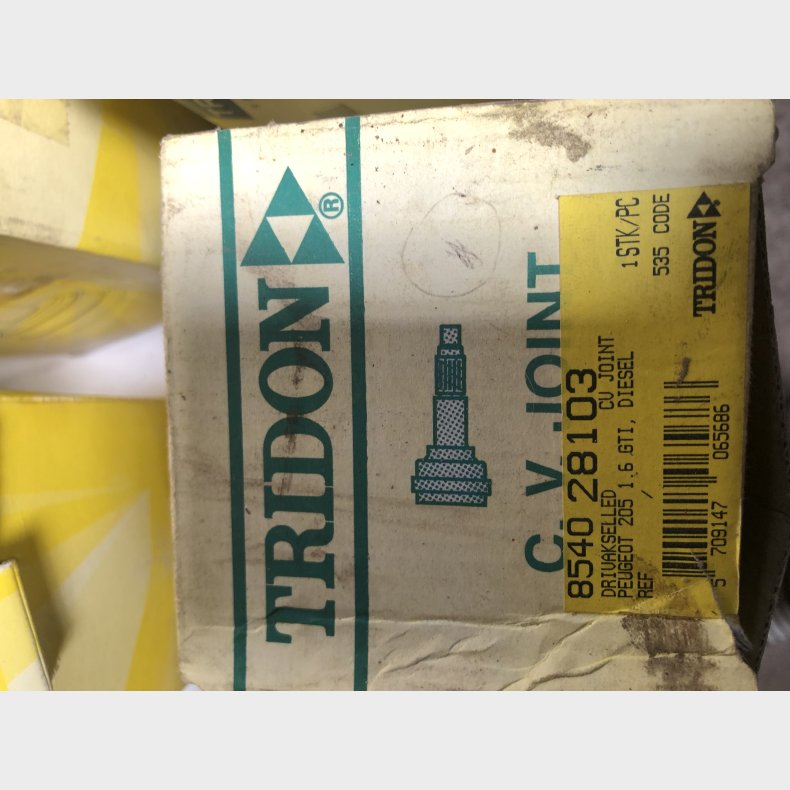 TRIDON®
C. V. JOINT
8540 28103
DRIVAKSELLED CV JOINT
PEUGEOT 205 1.6 GTI, DIESEL
REF /
5 709147 065686
1STK/PC
535 CODE
TRIDON